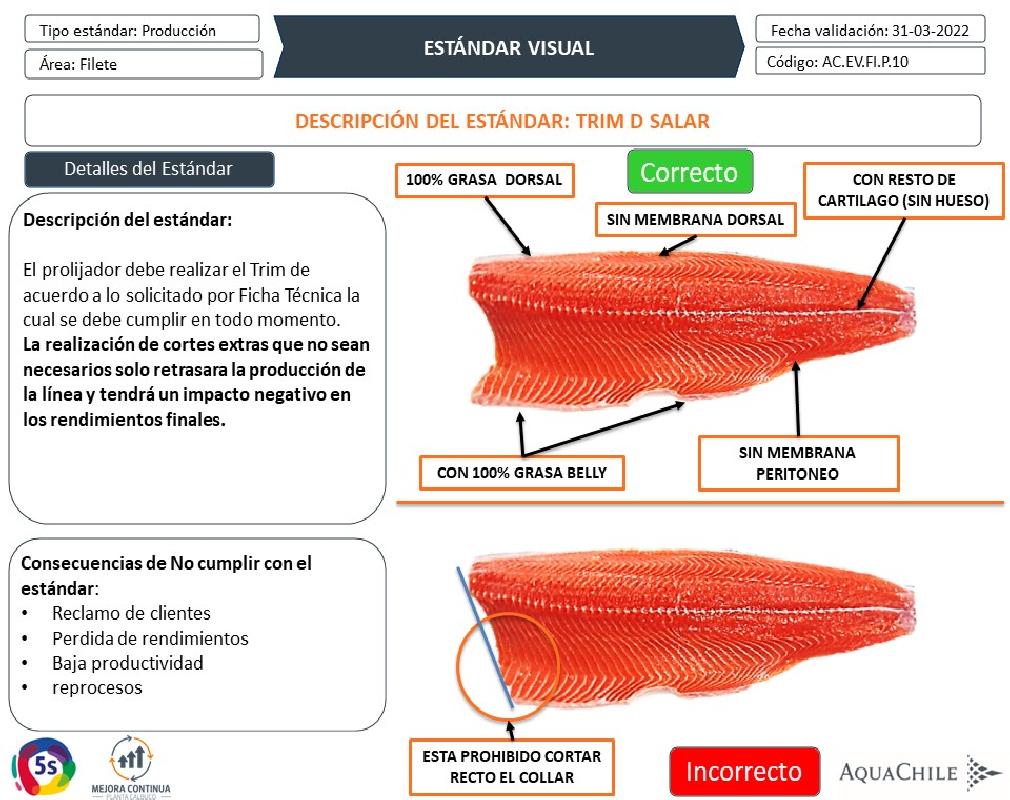 Tipo estándar: Producción
Área: Filete
ESTÁNDAR VISUAL
Fecha validación: 31-03-2022
Código: AC.EV.FI.P.10
DESCRIPCIÓN DEL ESTÁNDAR: TRIM D SALAR
Detalles del Estándar
Descripción del estándar:
El prolijador debe realizar el Trim de
acuerdo a lo solicitado por Ficha Técnica la
cual se debe cumplir en todo momento.
La realización de cortes extras que no sean
necesarios solo retrasara la producción de
la línea y tendrá un impacto negativo en
los rendimientos finales.
Consecuencias de No cumplir con el
estándar:
• Reclamo de clientes
• Perdida de rendimientos
• Baja productividad
• reprocesos
5s
MEJORA CONTINUA
PLANTA CALBUCO
Correcto
100% GRASA DORSAL
SIN MEMBRANA DORSAL
CON RESTO DE
CARTILAGO (SIN HUESO)
CON 100% GRASA BELLY
SIN MEMBRANA
PERITONEO
ESTA PROHIBIDO CORTAR
RECTO EL COLLAR
Incorrecto
AQUACHILE